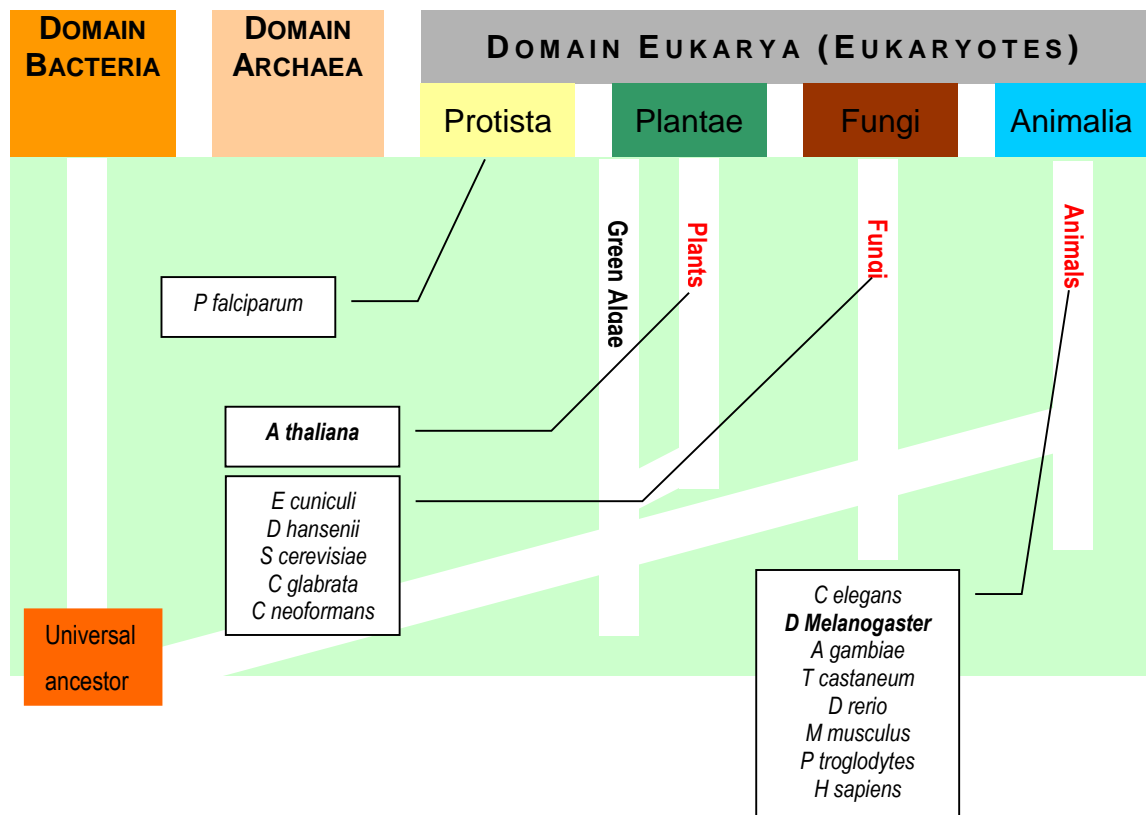 DOMAIN
BACTERIA
DOMAIN
ARCHAEA
DOMAIN EUKARYA (EUKARYOTES)
Protista
Plantae
Fungi
Animalia
Green Algae
Plants
Fungi
Animals
P falciparum
A thaliana
E cuniculi
D hansenii
S cerevisiae
C glabrata
C neoformans
Universal
ancestor
C elegans
D Melanogaster
A gambiae
T castaneum
D rerio
M musculus
P troglodytes
H sapiens